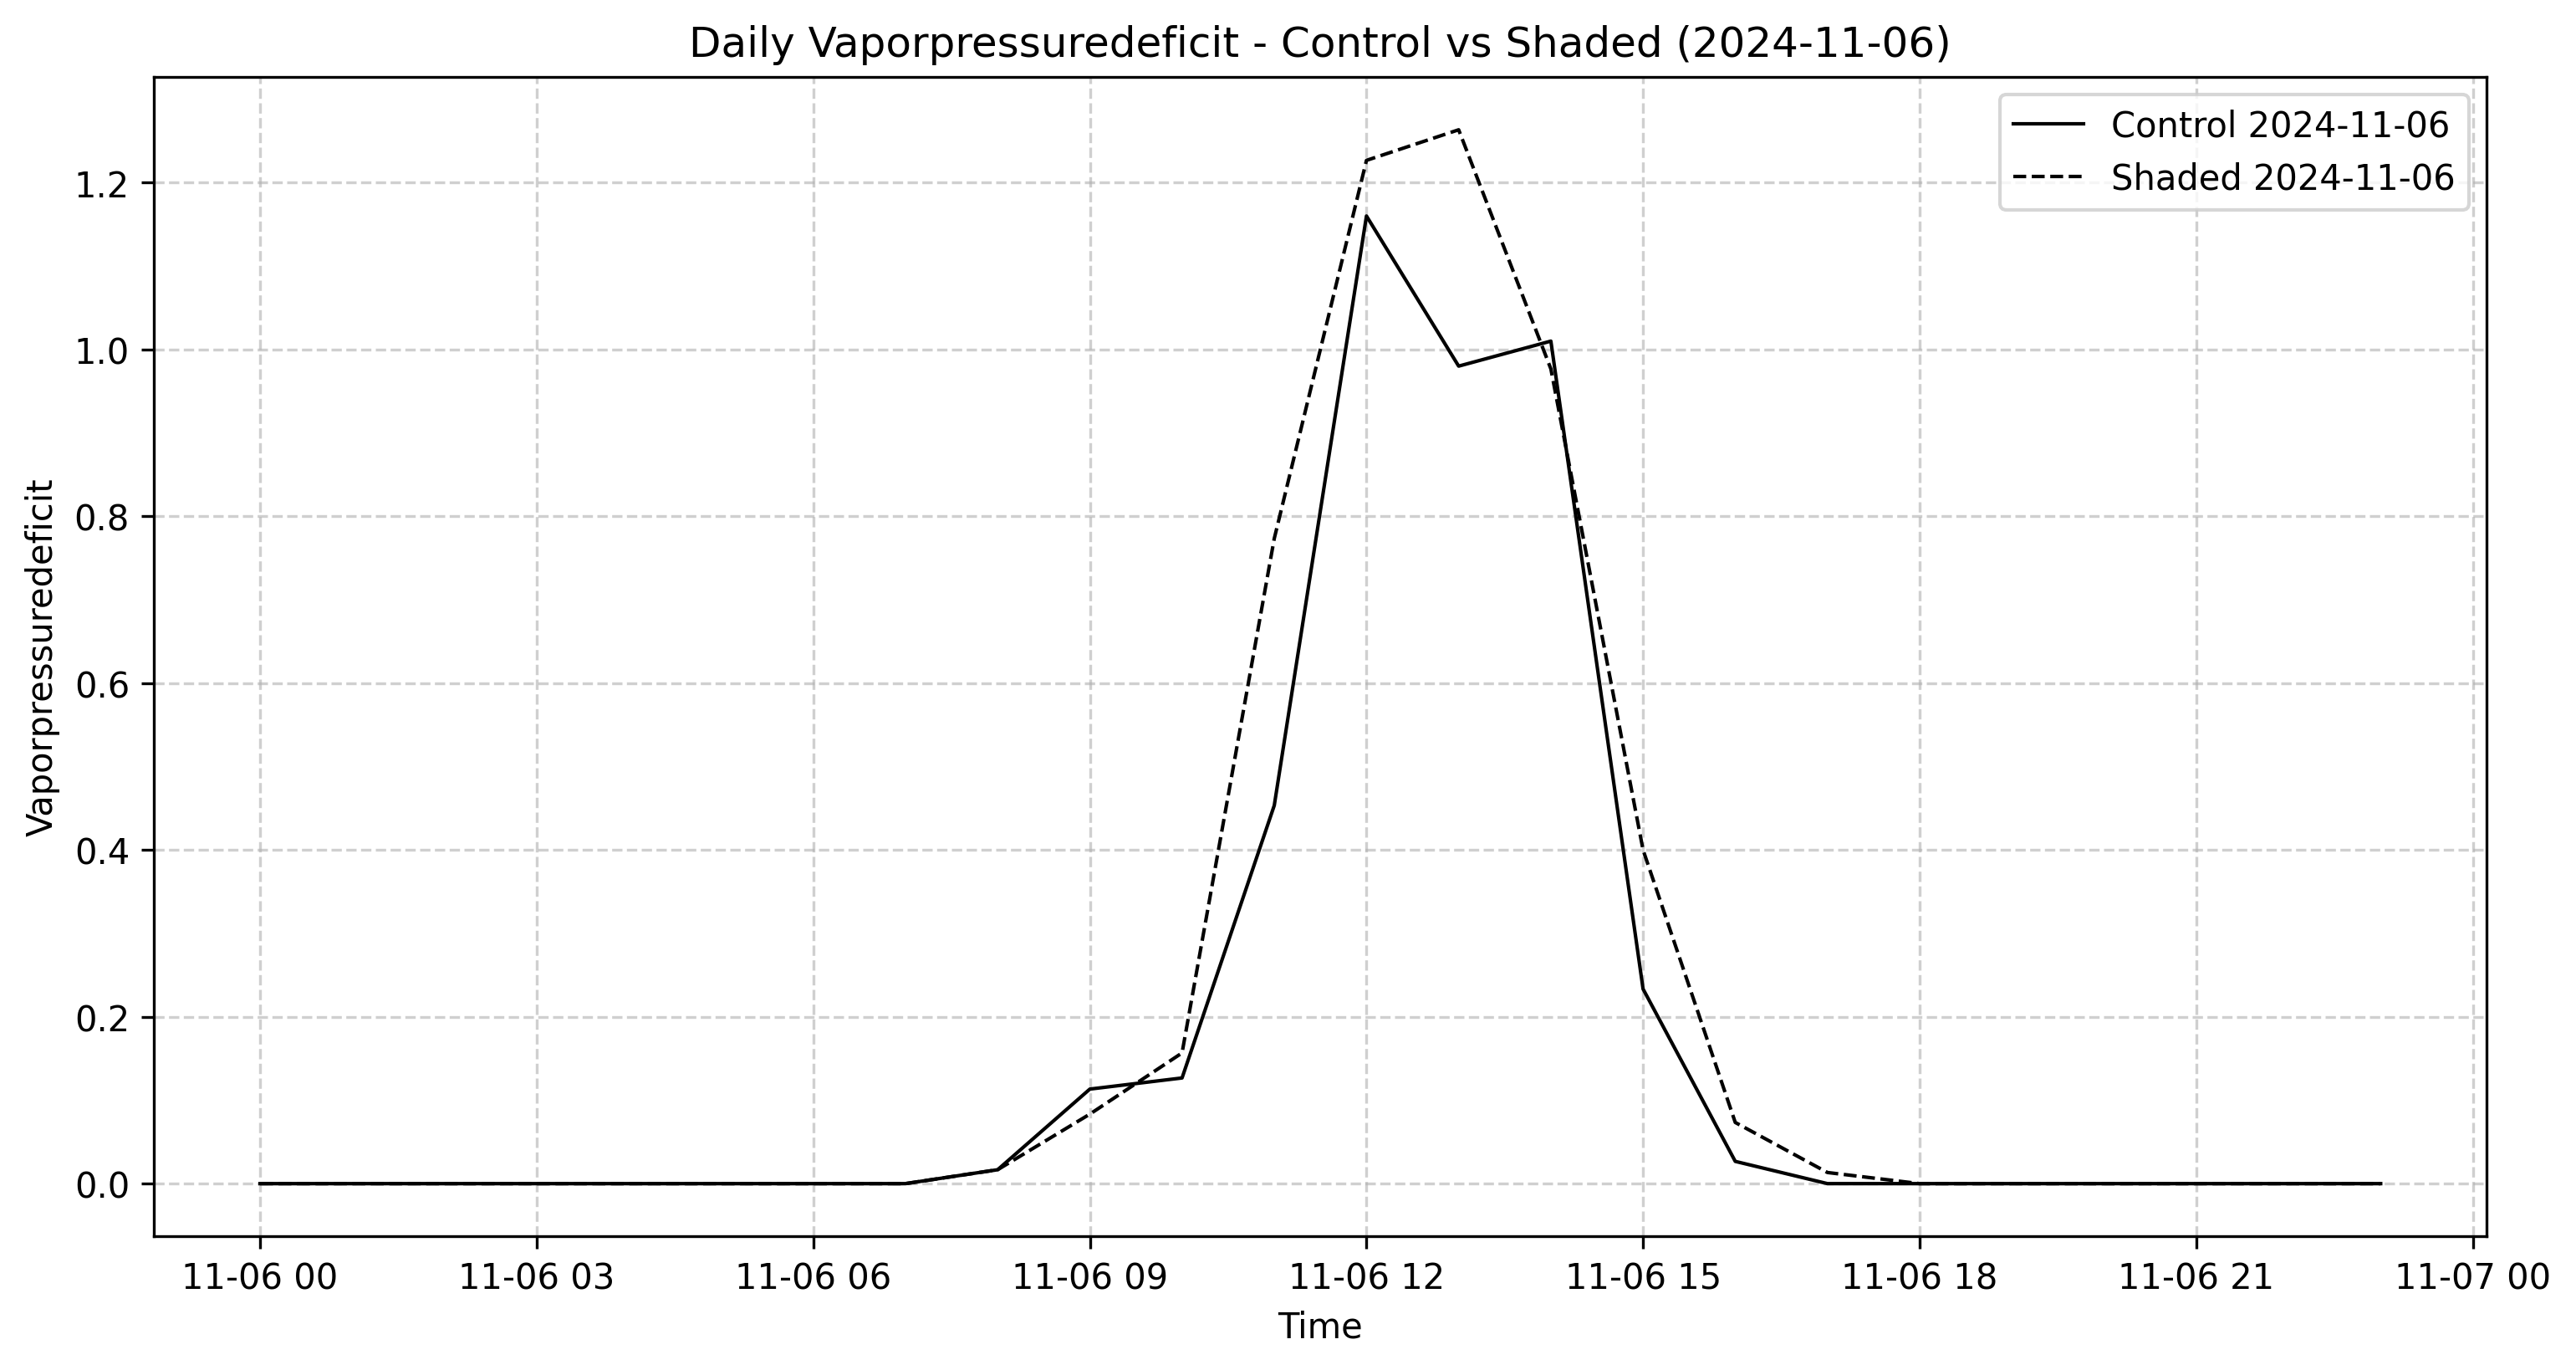 Daily Vaporpressuredeficit - Control vs Shaded (2024-11-06)
Control 2024-11-06
Shaded 2024-11-06
Vaporpressuredeficit
1.2
1.0
0.8
0.6
0.4
0.2
0.0
11-06 00 11-06 03 11-06 06 11-06 09 11-06 12 11-06 15 11-06 18 11-06 21 11-07 00
Time